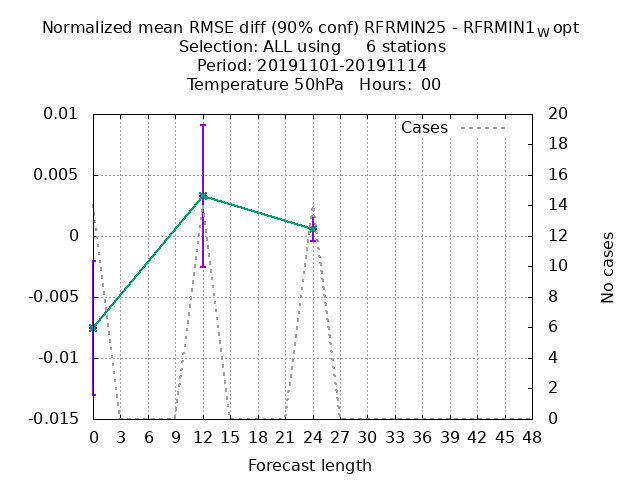 Normalized mean RMSE diff (90% conf) RFRMIN25 - RFRMIN1wopt
Selection: ALL using     6 stations
Period: 20191101-20191114
Temperature 50hPa   Hours:  00
Cases
0.01
0.005
0
-0.005
-0.01
-0.015
20
18
16
14
12
10
8
6
4
2
0
No cases
0 3 6 9 12 15 18 21 24 27 30 33 36 39 42 45 48
Forecast length